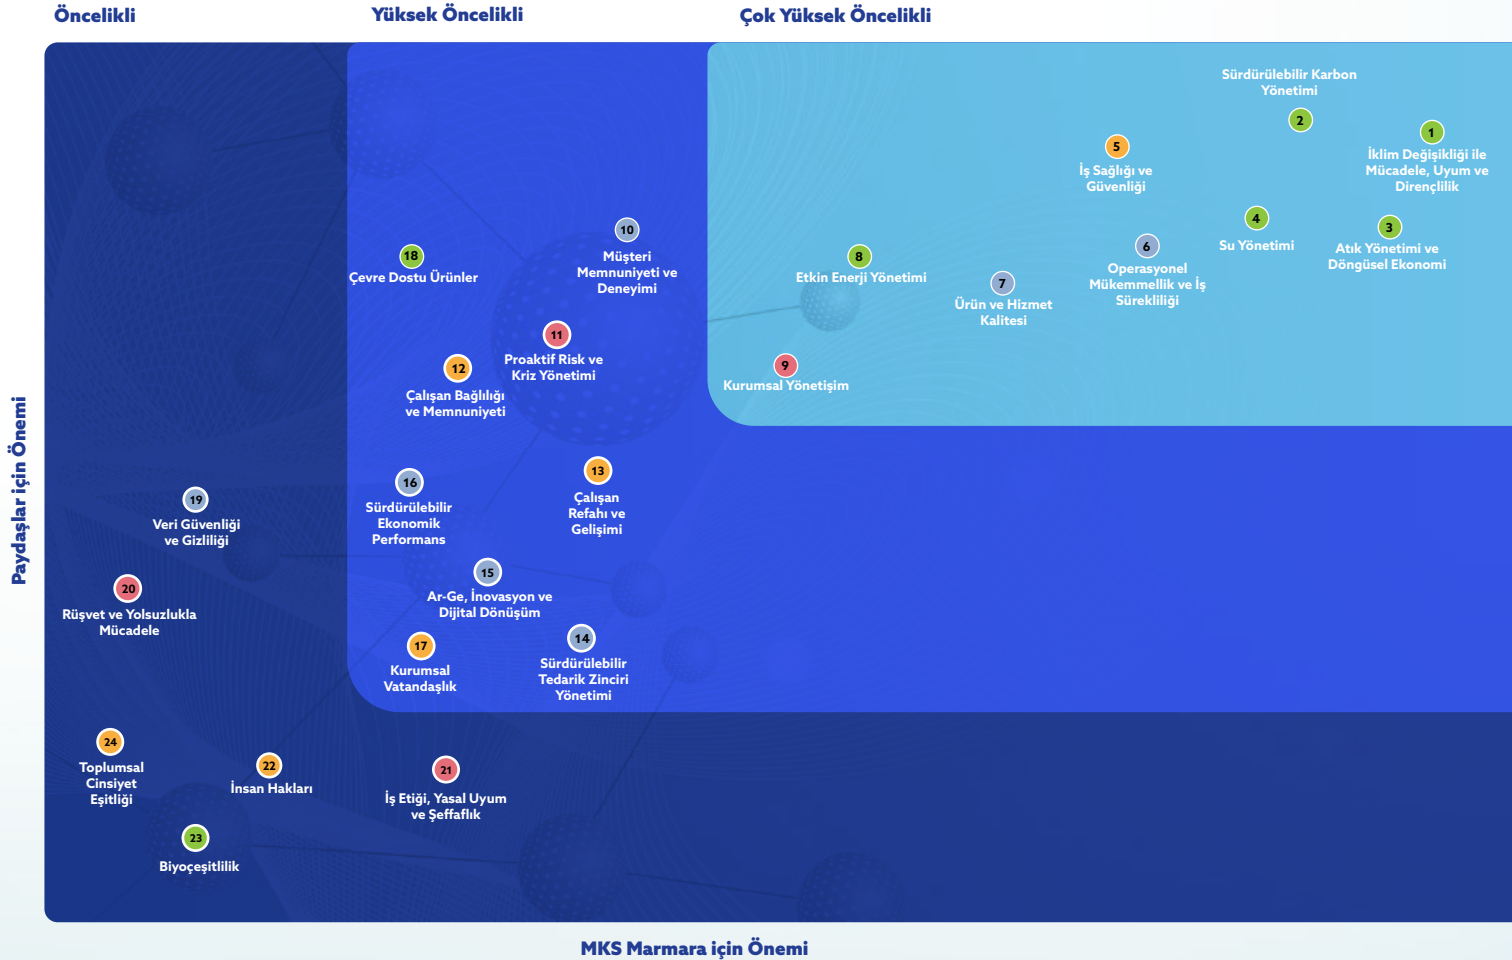 Öncelikli
Yüksek Öncelikli
Çok Yüksek Öncelikli
Sürdürülebilir Karbon
Yönetimi
2
1
İklim Değişikliği ile
Mücadele, Uyum ve
Dirençlilik
5
İş Sağlığı ve
Güvenliği
4
Su Yönetimi
3
Atık Yönetimi ve
Döngüsel Ekonomi
6
Operasyonel
Mükemmellik ve İş
Sürekliliği
10
Müşteri
Memnuniyeti ve
Deneyimi
18
Çevre Dostu Ürünler
8
Etkin Enerji Yönetimi
7
Ürün ve Hizmet
Kalitesi
11
Proaktif Risk ve
Kriz Yönetimi
12
Çalışan Bağlılığı
ve Memnuniyeti
9
Kurumsal Yönetişim
Paydaşlar için Önemi
13
Çalışan
Refahı ve
Gelişimi
16
Sürdürülebilir
Ekonomik
Performans
19
Veri Güvenliği
ve Gizliliği
15
Ar-Ge, İnovasyon ve
Dijital Dönüşüm
20
Rüşvet ve Yolsuzlukla
Mücadele
14
Sürdürülebilir
Tedarik Zinciri
Yönetimi
17
Kurumsal
Vatandaşlık
24
Toplumsal
Cinsiyet
Eşitliği
22
İnsan Hakları
21
İş Etiği, Yasal Uyum
ve Şeffaflık
23
Biyoçeşitlilik
MKS Marmara için Önemi